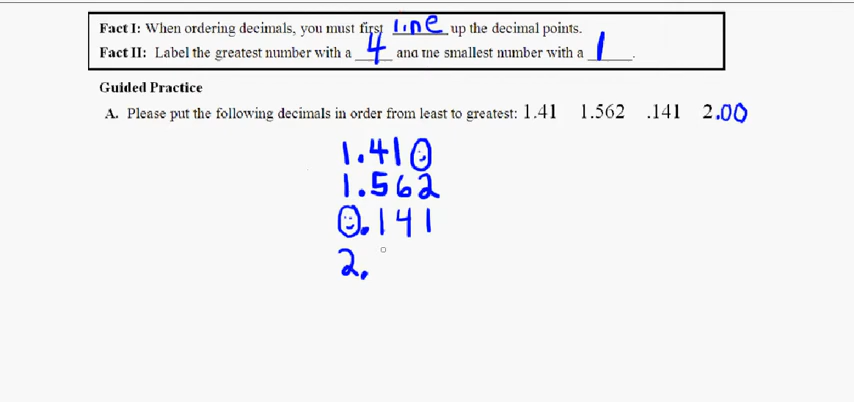 Fact I: When ordering decimals, you must first line up the decimal points.
Fact II: Label the greatest number with a 4 and the smallest number with a 1.
Guided Practice
A. Please put the following decimals in order from least to greatest: 1.41 1.562 .141 2.00
1.410
1.562
0.141
2.